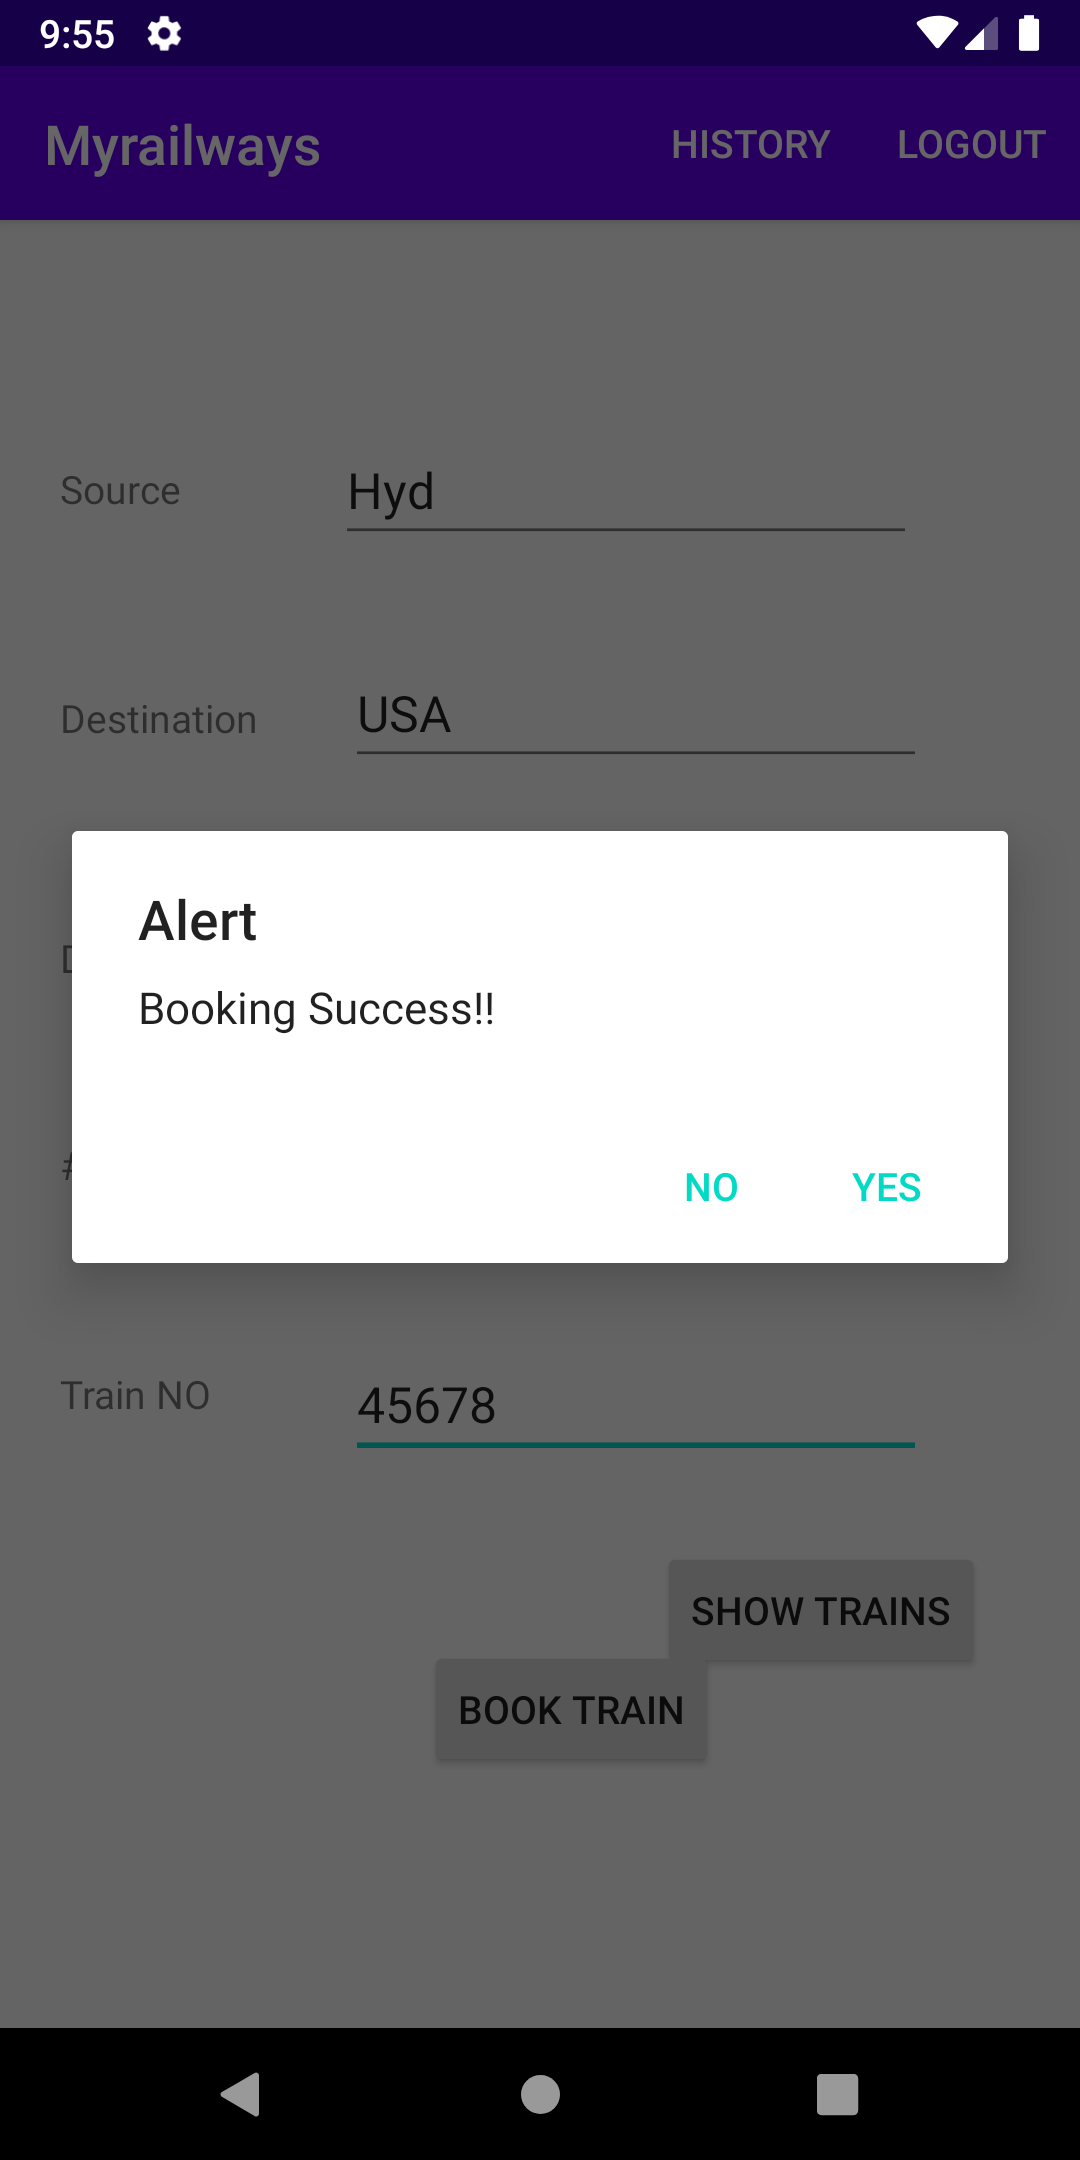 9:55
Myrailways HISTORY LOGOUT
Source Hyd
Destination USA
Alert
Booking Success!!
#
NO YES
Train NO 45678
SHOW TRAINS
BOOK TRAIN